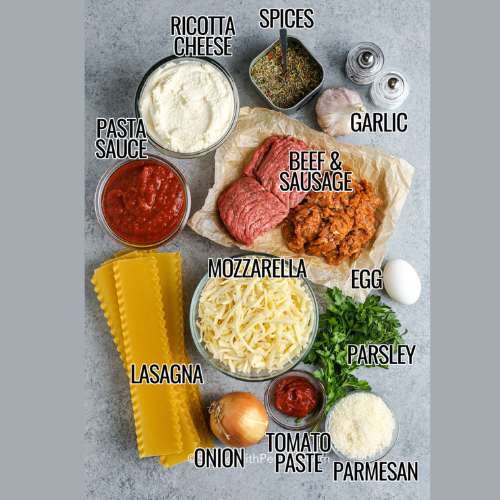 RICOTTA
CHEESE
SPICES
GARLIC
PASTA
SAUCE
BEEF &
SAUSAGE
MOZZARELLA
EGG
PARSLEY
LASAGNA
ONION
TOMATO
PASTE
PARMESAN